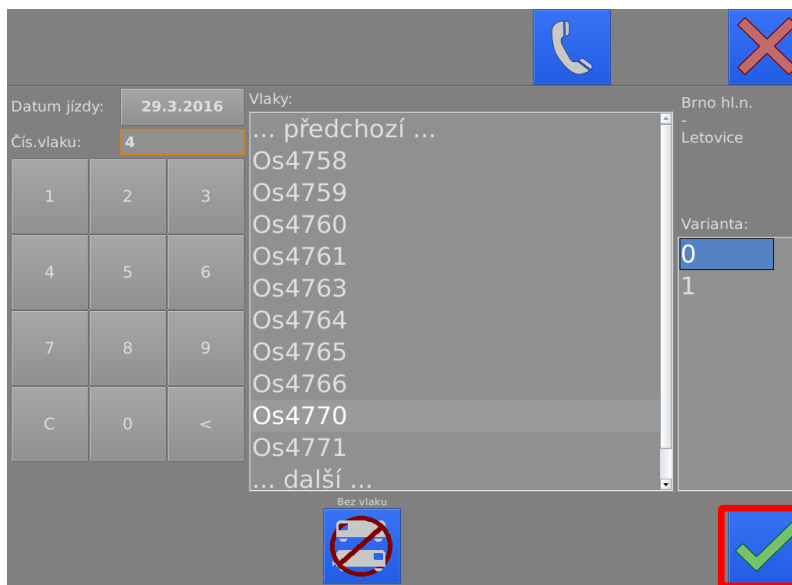 Datum jízdy: 29.3.2016
Čís.vlaku: 4
1 2 3
4 5 6
7 8 9
C 0 <
Vlaky:
... předchozí ...
Os4758
Os4759
Os4760
Os4761
Os4763
Os4764
Os4765
Os4766
Os4770
Os4771
... další ...
Brno hl.n.
-
Letovice
Varianta:
0
1
Bez vlaku